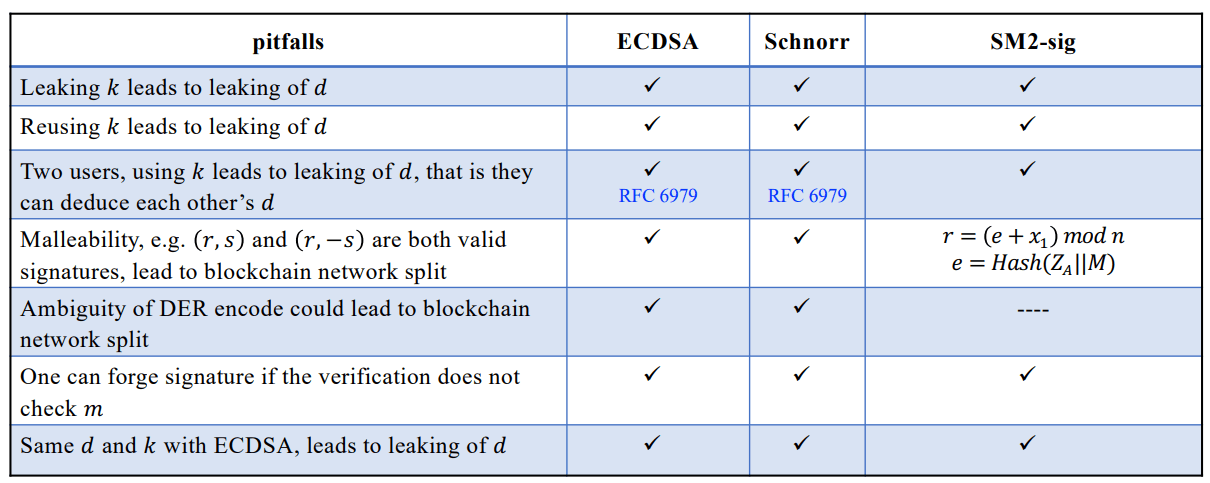 pitfalls ECDSA Schnorr SM2-sig
Leaking k leads to leaking of d ✓ ✓ ✓
Reusing k leads to leaking of d ✓ ✓ ✓
Two users, using k leads to leaking of d, that is they ✓ ✓ ✓
can deduce each other's d RFC 6979 RFC 6979
Malleability, e.g. (r, s) and (r, −s) are both valid ✓ ✓ r = (e + x₁) mod n
signatures, lead to blockchain network split e = Hash(Z_A||M)
Ambiguity of DER encode could lead to blockchain ✓ ✓ ----
network split
One can forge signature if the verification does not ✓ ✓ ✓
check m
Same d and k with ECDSA, leads to leaking of d ✓ ✓ ✓